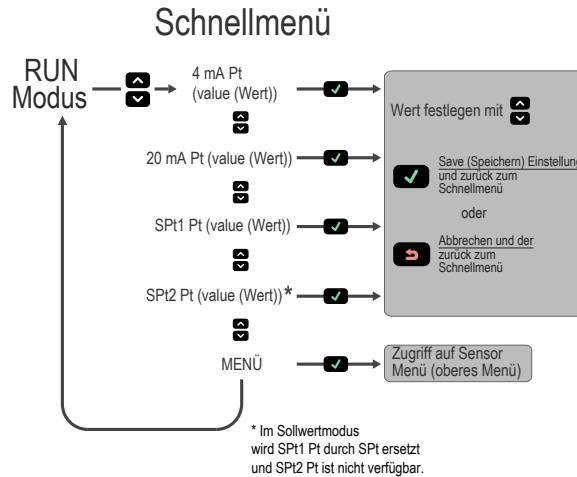 Schnellmenü
RUN
Modus
4 mA Pt
(value (Wert))
20 mA Pt (value (Wert))
SPt1 Pt (value (Wert))
SPt2 Pt (value (Wert))*
MENÜ
Wert festlegen mit
Save (Speichern) Einstellung
und zurück zum
Schnellmenü
oder
Abbrechen und der
zurück zum
Schnellmenü
Zugriff auf Sensor
Menü (oberes Menü)
* Im Sollwertmodus
wird SPt1 Pt durch SPt ersetzt
und SPt2 Pt ist nicht verfügbar.